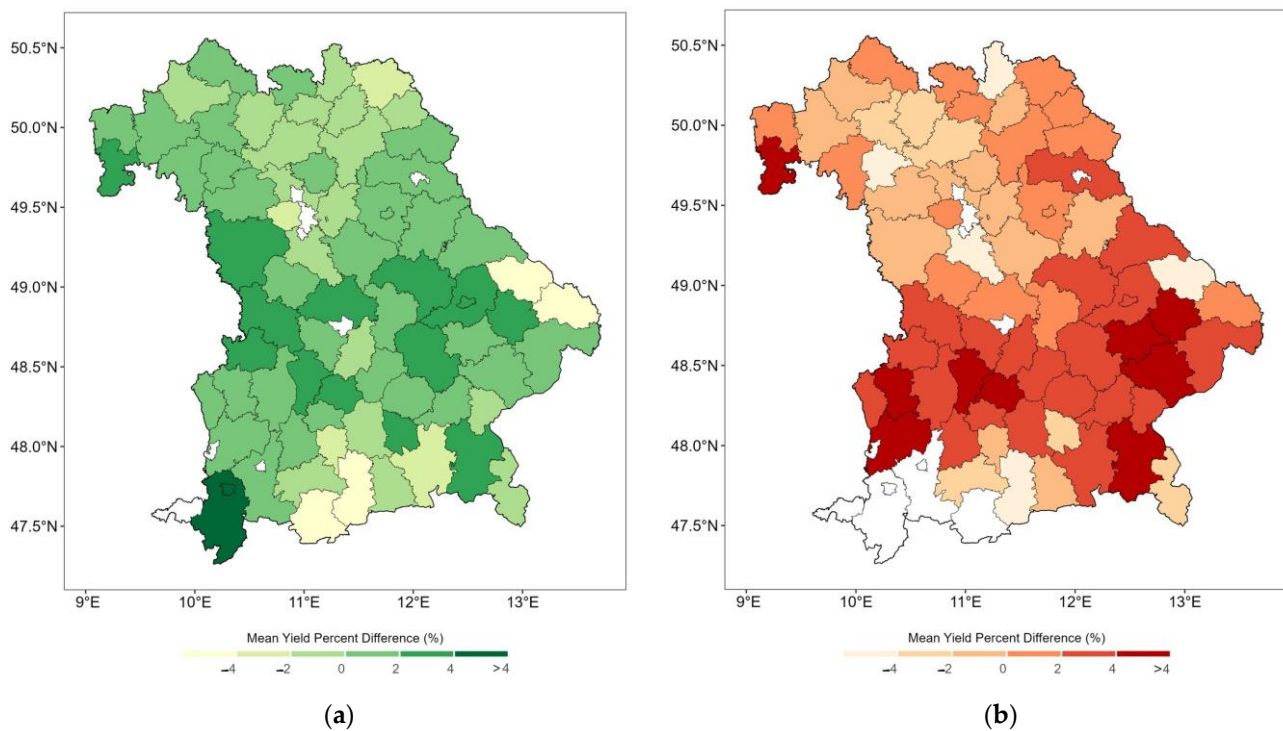 50.5°N
50.0°N
49.5°N
49.0°N
48.5°N
48.0°N
47.5°N
9°E 10°E 11°E 12°E 13°E
Mean Yield Percent Difference (%)
−4 −2 0 2 4 >4
(a)
50.5°N
50.0°N
49.5°N
49.0°N
48.5°N
48.0°N
47.5°N
9°E 10°E 11°E 12°E 13°E
Mean Yield Percent Difference (%)
−4 −2 0 2 4 >4
(b)